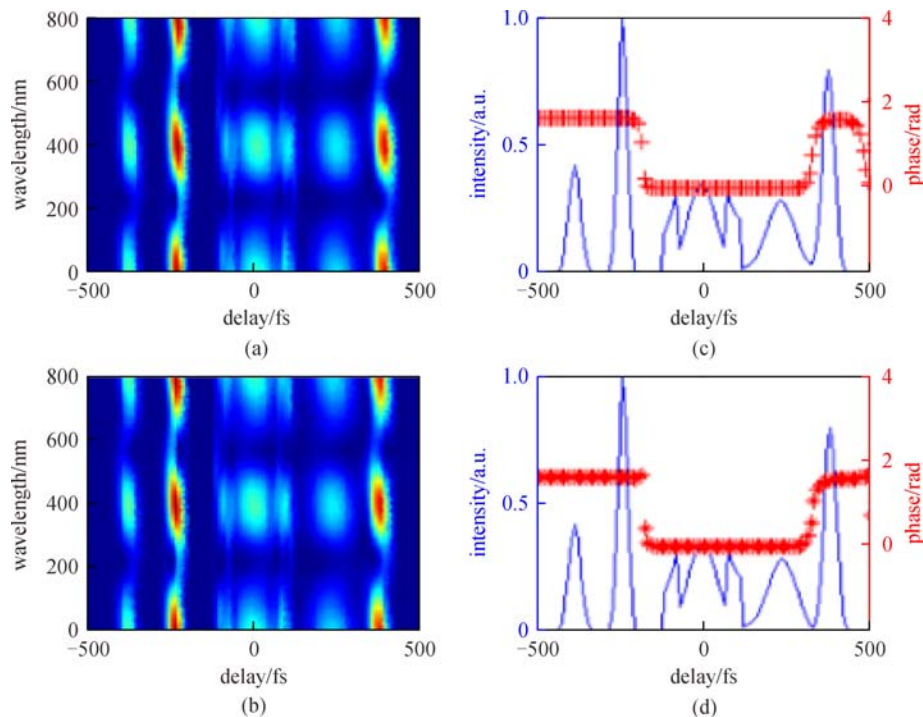 800
600
400
200
0
wavelength/nm
−500
0
500
delay/fs
(a)
1.0
0.5
0
intensity/a.u.
4
2
0
phase/rad
−500
0
500
delay/fs
(c)
800
600
400
200
0
wavelength/nm
−500
0
500
delay/fs
(b)
1.0
0.5
0
intensity/a.u.
4
2
0
phase/rad
−500
0
500
delay/fs
(d)